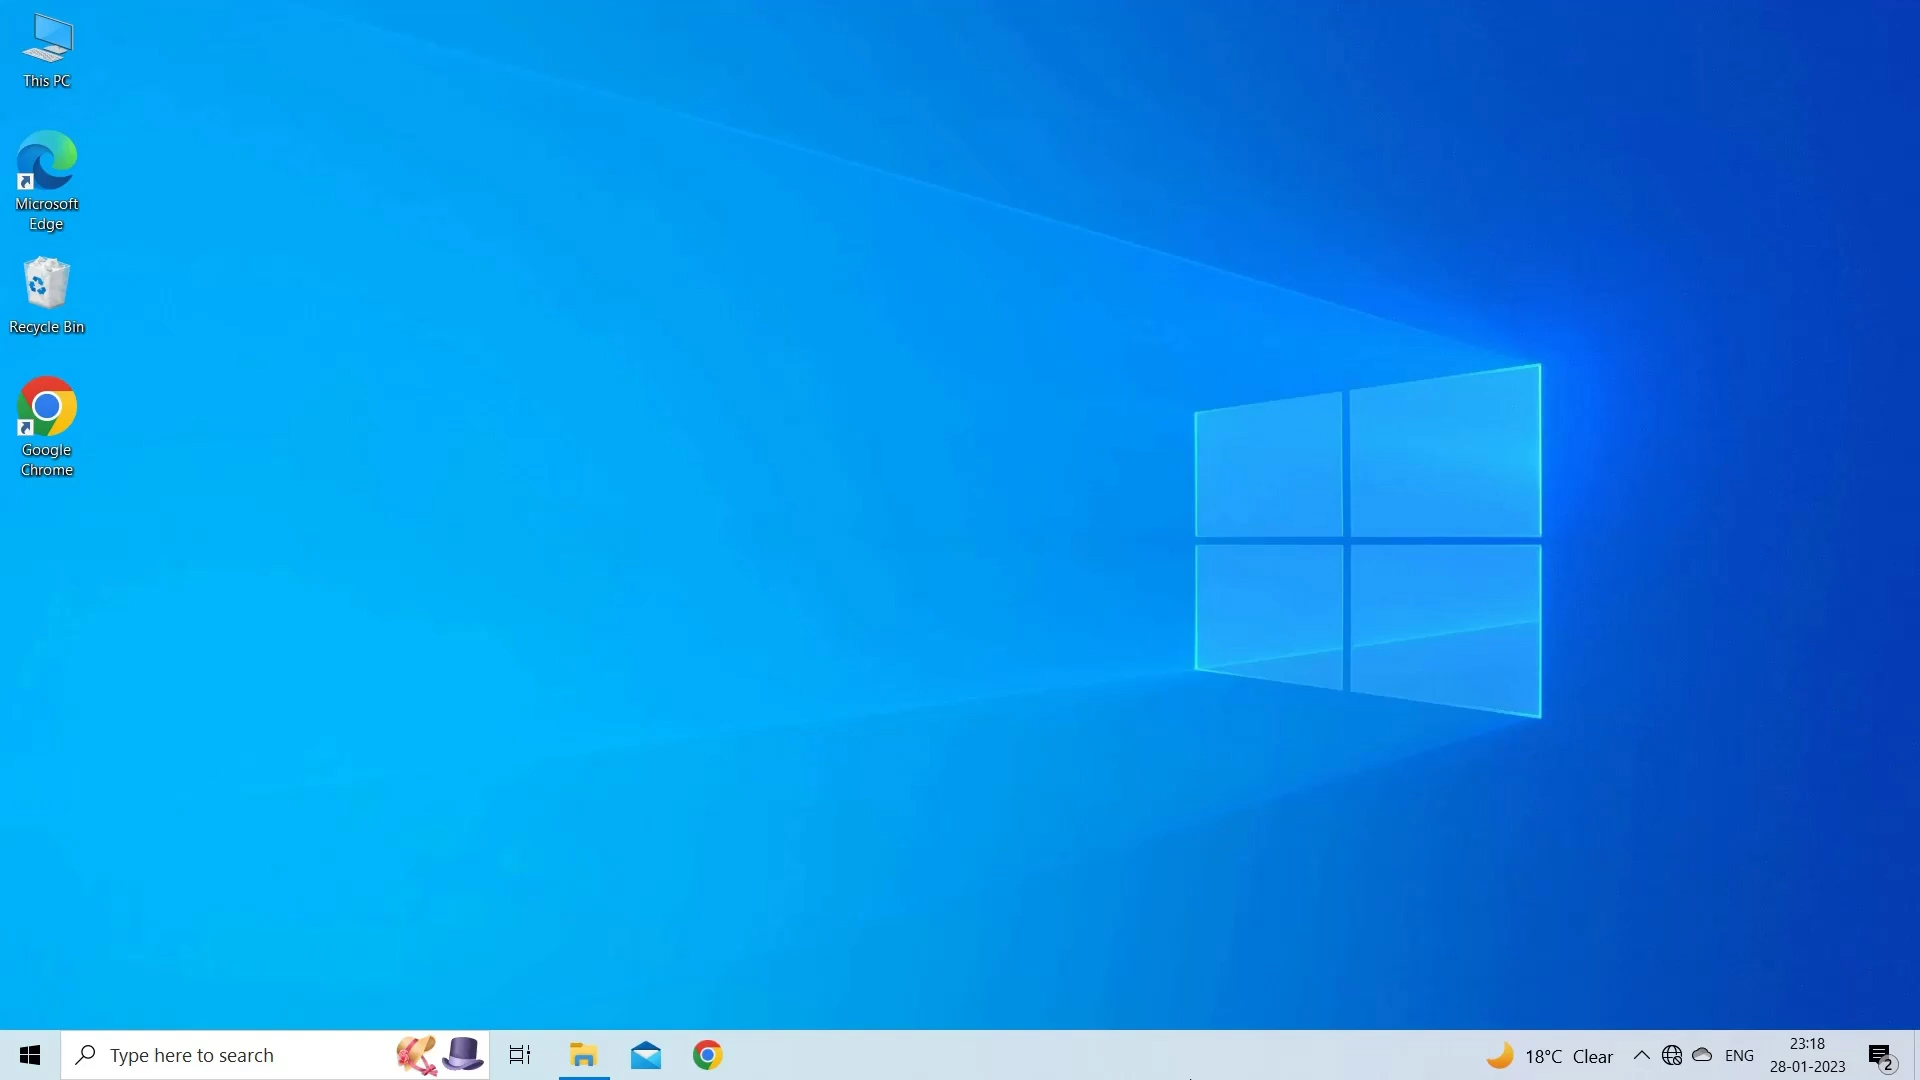 This PC
Microsoft
Edge
Recycle Bin
Google
Chrome
Type here to search
18°C Clear
ENG
23:18
28-01-2023
2